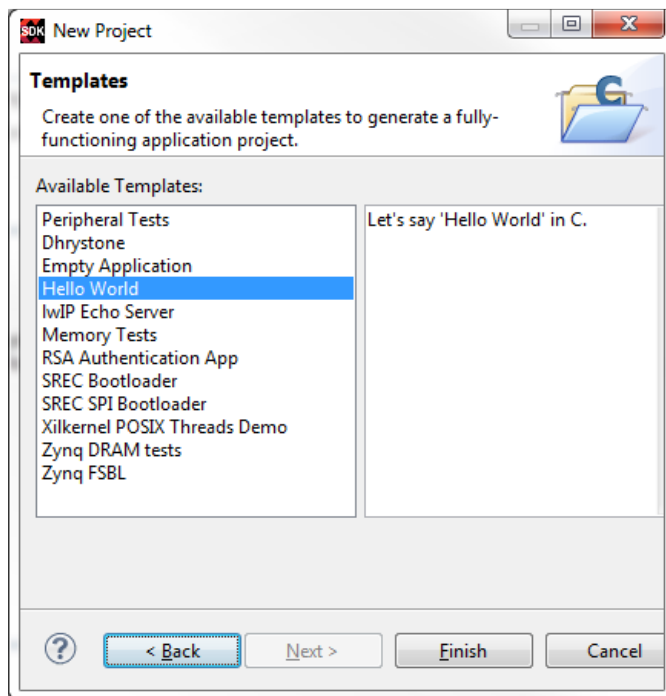 SDK New Project
Templates
Create one of the available templates to generate a fully-
functioning application project.
Available Templates:
Peripheral Tests
Dhrystone
Empty Application
Hello World
lwIP Echo Server
Memory Tests
RSA Authentication App
SREC Bootloader
SREC SPI Bootloader
Xilkernel POSIX Threads Demo
Zynq DRAM tests
Zynq FSBL
Let's say 'Hello World' in C.
< Back
Next >
Finish
Cancel